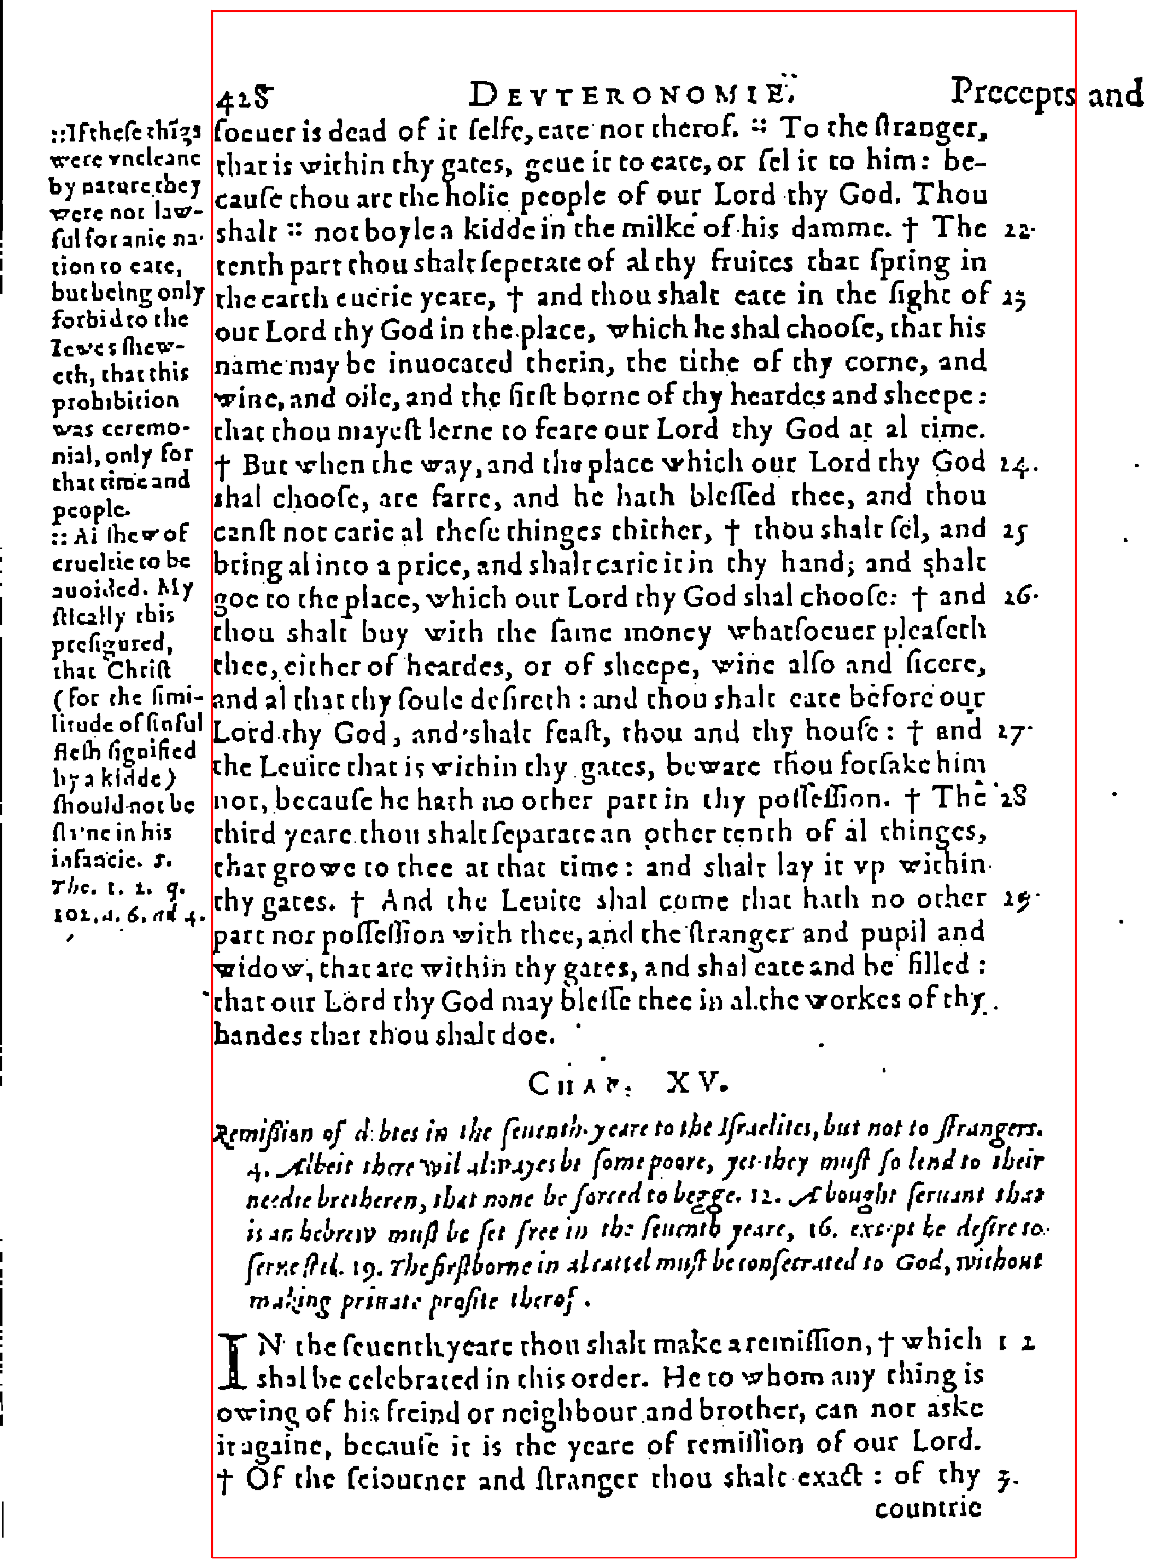 428 DEVTERONOMIE. Precepts and
soeuer is dead of it selfe, eate not therof. :: To the stranger,
that is within thy gates, geue it to eate, or sel it to him: be-
cause thou art the holie people of our Lord thy God. Thou
shalt :: not boyle a kidde in the milke of his damme. † The 22.
tenth part thou shalt seperate of al thy fruites that spring in
the earth euerie yeare, † and thou shalt eate in the sight of 23
our Lord thy God in the place, which he shal choose, that his
name may be inuocated therin, the tithe of thy corne, and
wine, and oile, and the first borne of thy heardes and sheepe:
that thou mayest lerne to feare our Lord thy God at al time.
† But when the way, and the place which our Lord thy God 24.
shal choose, are farre, and he hath blessed thee, and thou
canst not carie al these thinges thither, † thou shalt sel, and 25
bring al into a price, and shalt carie it in thy hand; and shalt
goe to the place, which our Lord thy God shal choose: † and 26.
thou shalt buy with the same money whatsoeuer pleaseth
thee, either of heardes, or of sheepe, wine also and sicere,
and al that thy soule desireth: and thou shalt eate before our
Lord thy God, and shalt feast, thou and thy house: † and 27.
the Leuite that is within thy gates, beware thou forsake him
not, because he hath no other part in thy possession. † The 28
third yeare thou shalt separate an other tenth of al thinges,
that growe to thee at that time: and shalt lay it vp within
thy gates. † And the Leuite shal come that hath no other 29.
part nor possession with thee, and the stranger and pupil and
widow, that are within thy gates, and shal eate and be filled:
that our Lord thy God may blesse thee in al the workes of thy
handes that thou shalt doe.
::If these thīgs
were vncleane
by nature they
were not law-
ful for anie na-
tion to eate,
but being only
forbid to the
Iewes shew-
eth, that this
prohibition
was ceremo-
nial, only for
that time and
people.
:: Al shew of
crueltie to be
auoided. My
stically this
prefigured,
that Christ
(for the simi-
litude of sinful
flesh signified
by a kidde)
should not be
slaine in his
infancie. S.
Tho. 1. 2. q.
102. a. 6. ad 4.
CHAP. XV.
Remission of debtes in the seuenth yeare to the Israelites, but not to strangers.
4. Albeit there wil alwayes be some poore, yet they must so lend to their
needie bretheren, that none be forced to begge. 12. A bought seruant that
is an hebrew must be set free in the seuenth yeare, 16. except he desire to
serue stil. 19. The firstborne in al cattel must be consecrated to God, without
making priuate profite therof.
IN the seuenth yeare thou shalt make a remission, † which 1 2
shal be celebrated in this order. He to whom any thing is
owing of his freind or neighbour and brother, can not aske
it againe, because it is the yeare of remission of our Lord.
† Of the seiourner and stranger thou shalt exact: of thy 3.
countrie